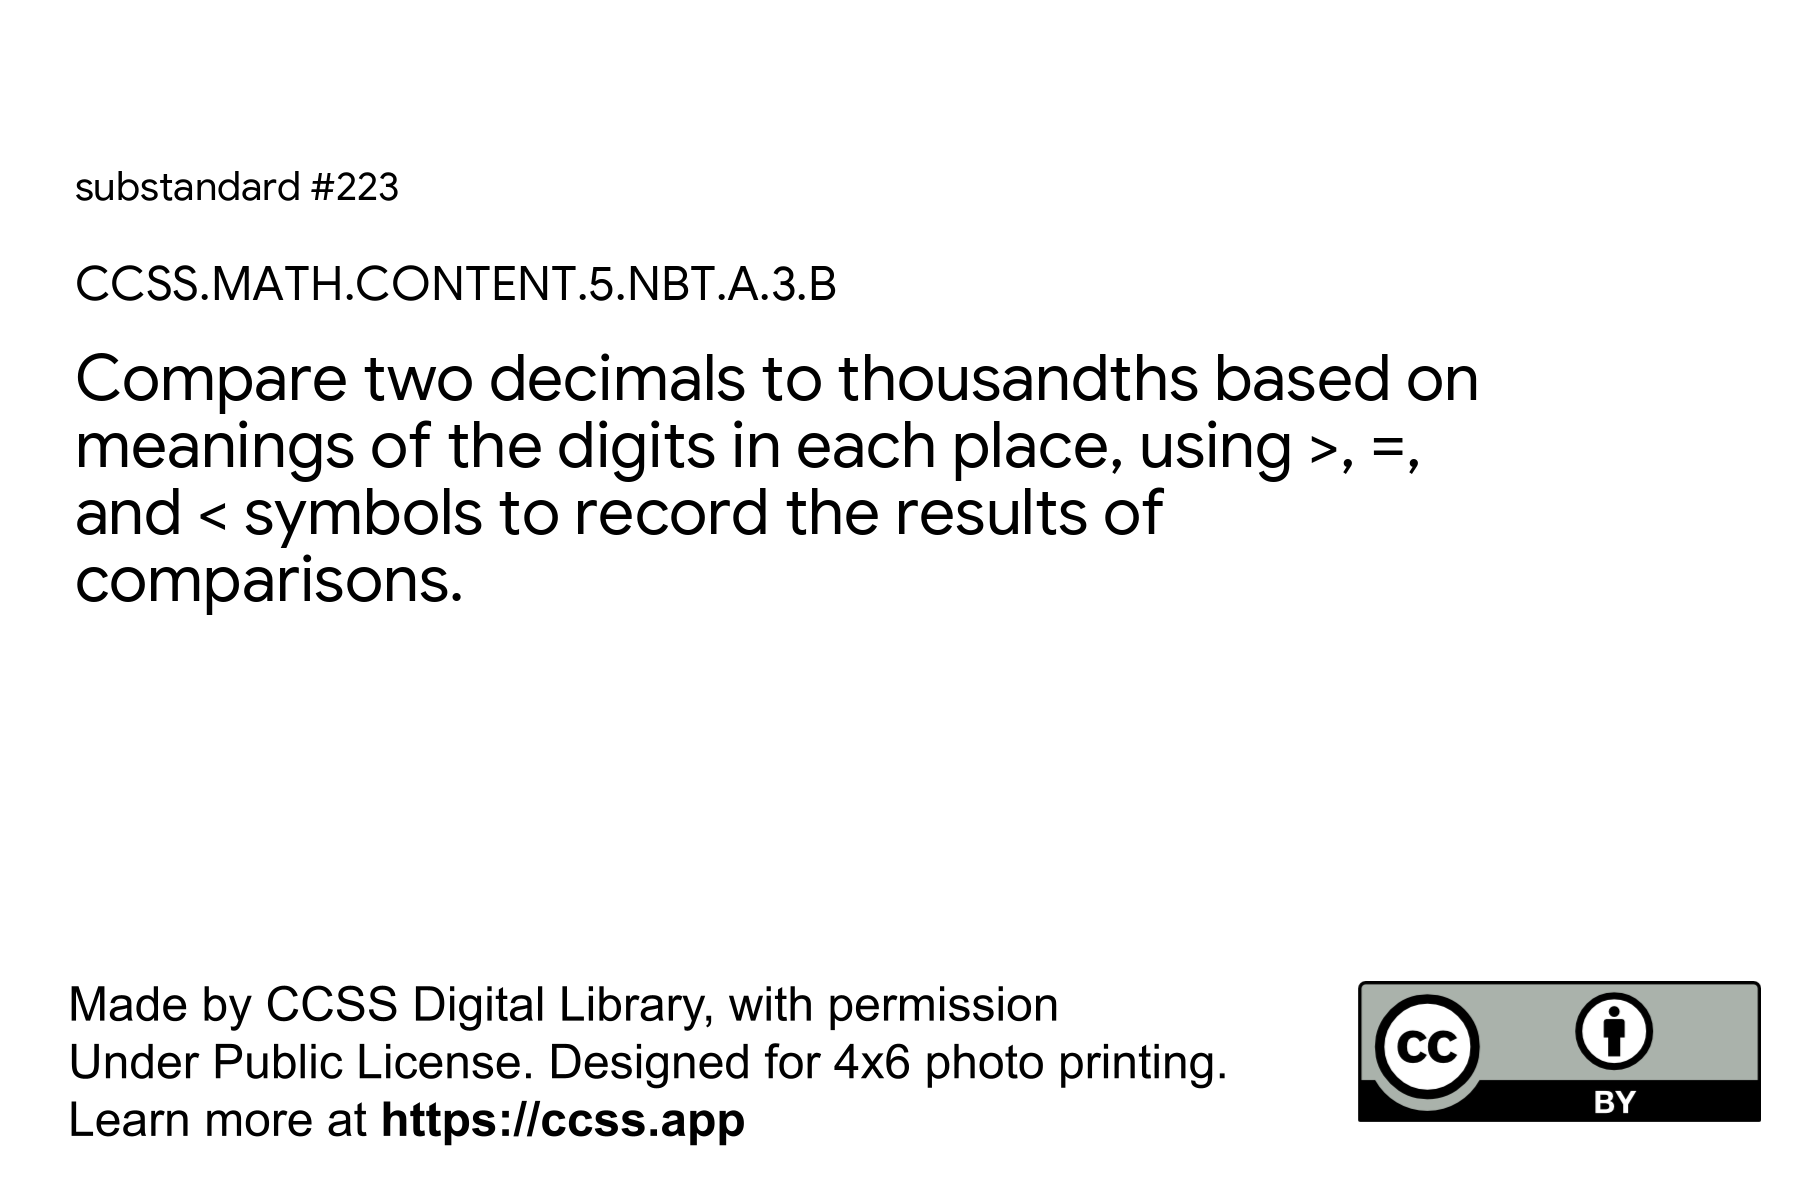 substandard #223
CCSS.MATH.CONTENT.5.NBT.A.3.B
Compare two decimals to thousandths based on
meanings of the digits in each place, using >, =,
and < symbols to record the results of
comparisons.
Made by CCSS Digital Library, with permission
Under Public License. Designed for 4x6 photo printing.
Learn more at https://ccss.app
cc
BY